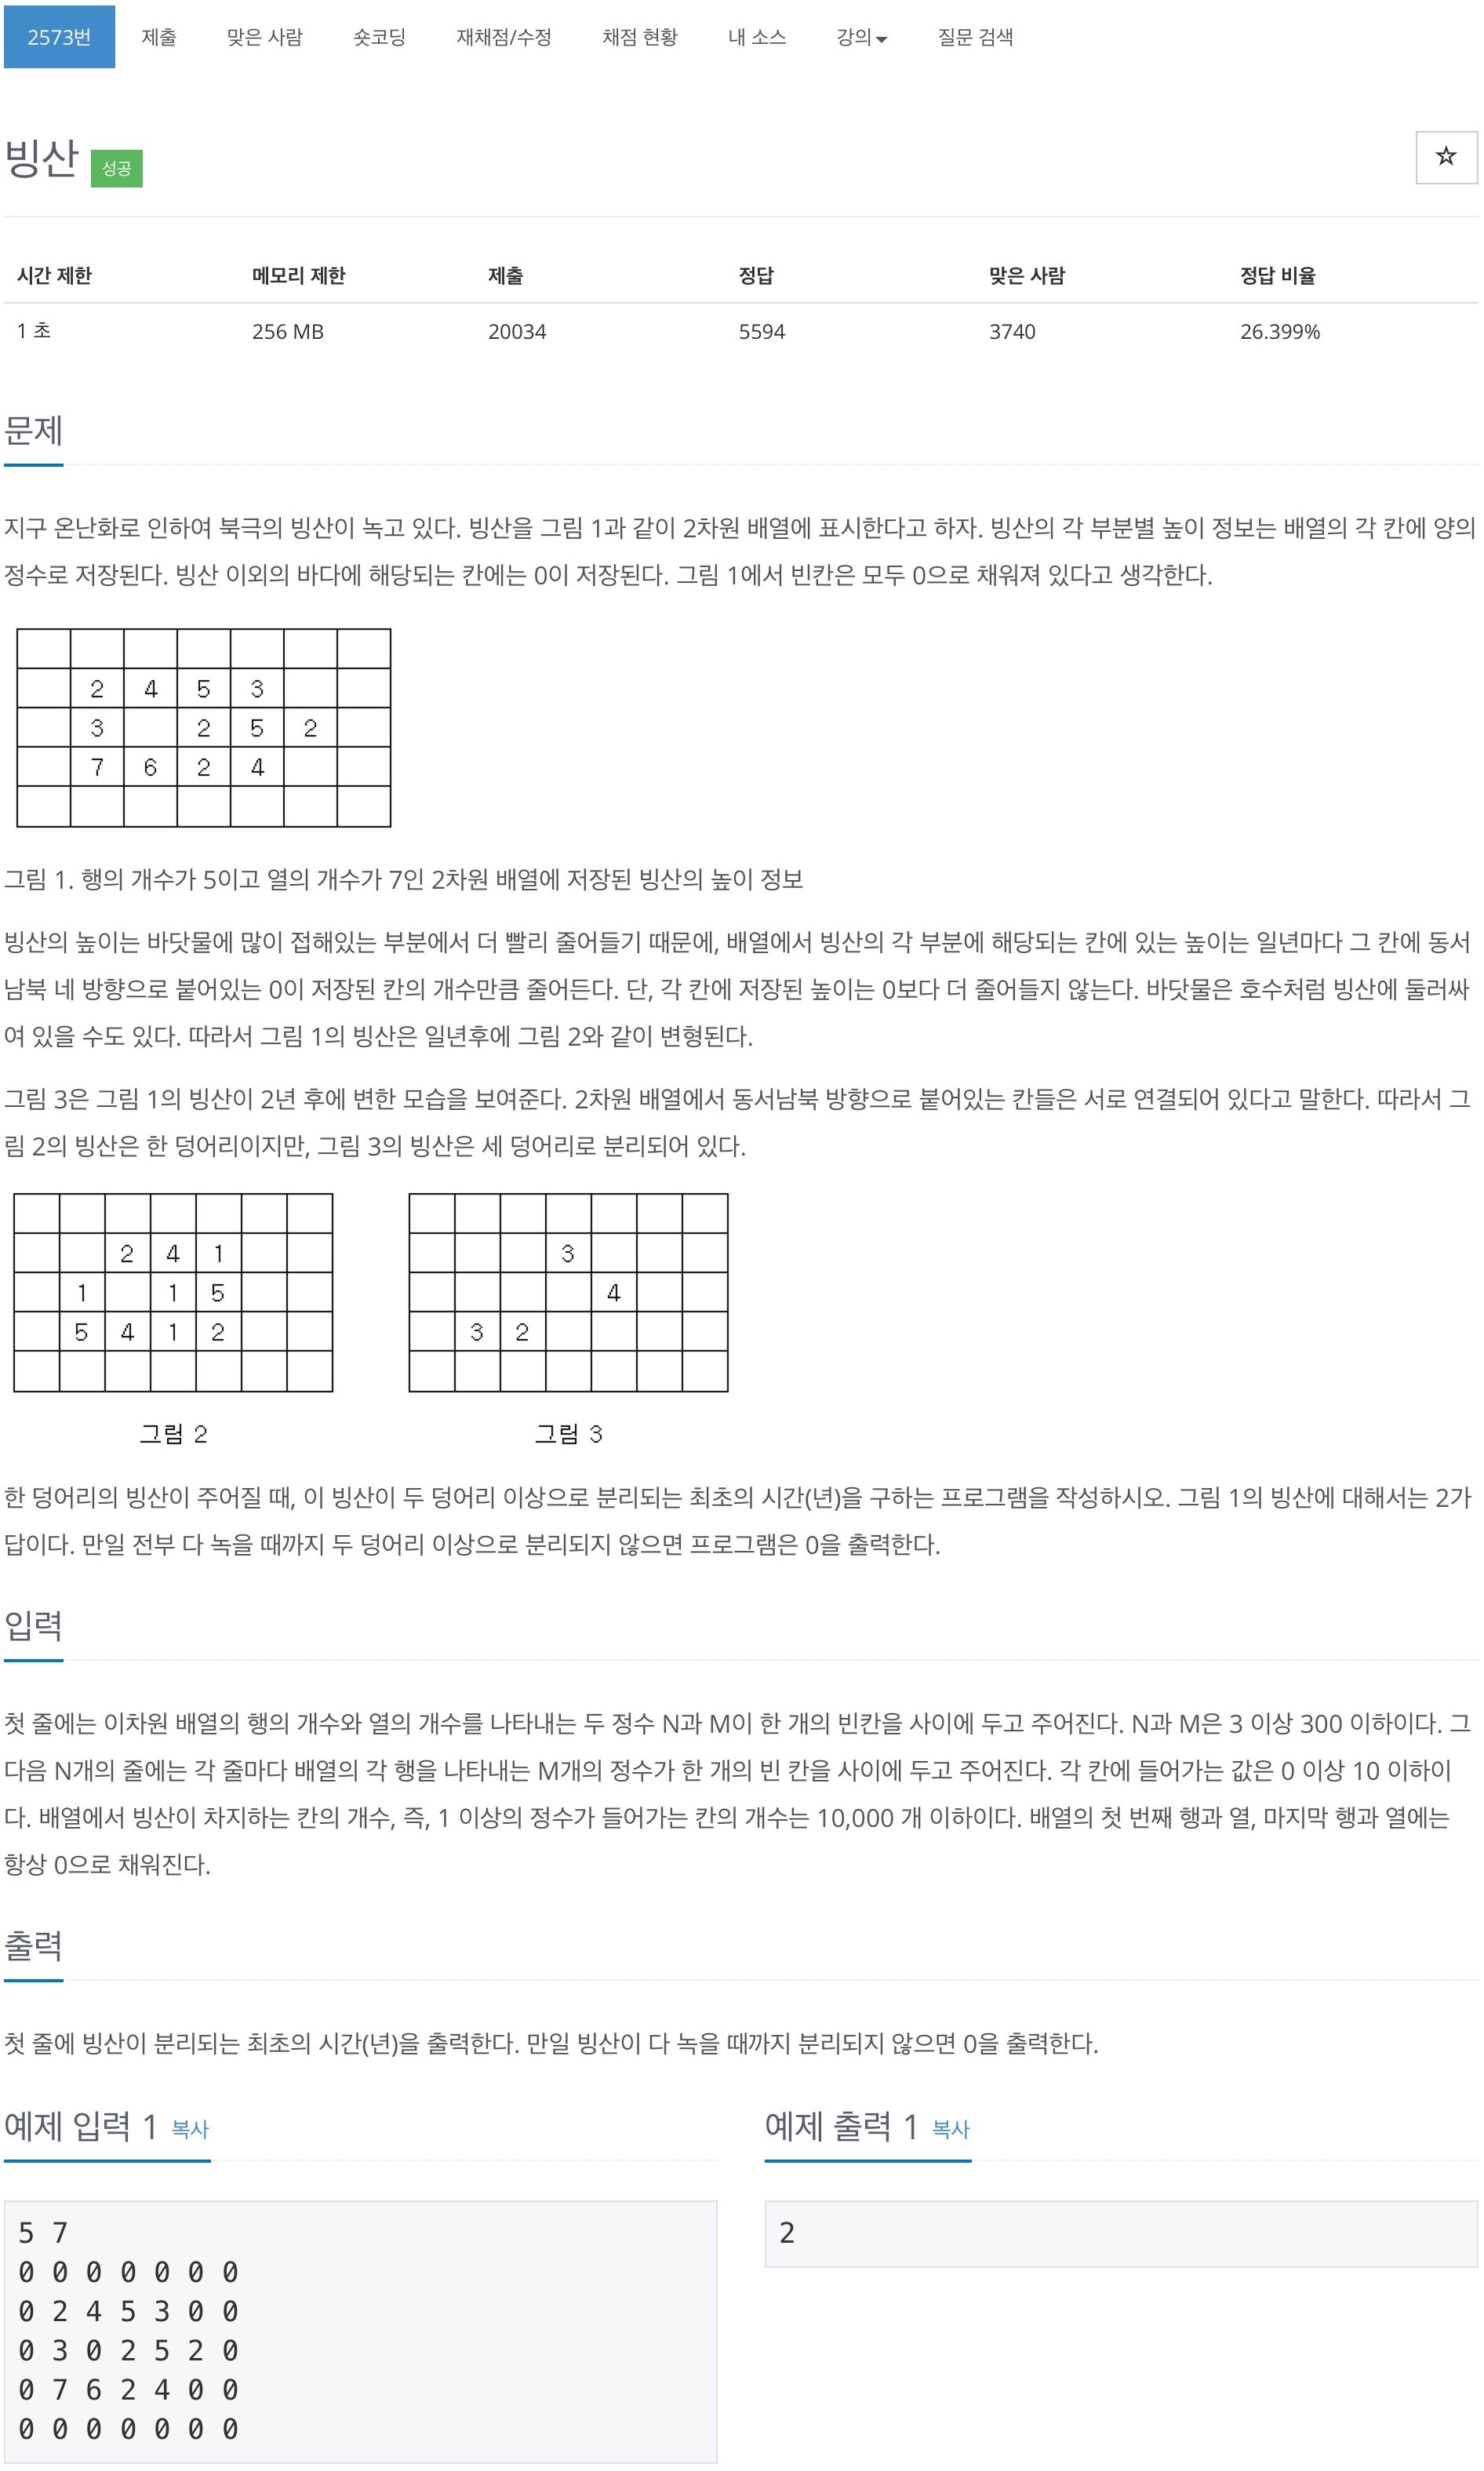 2573번 제출 맞은 사람 숏코딩 재채점/수정 채점 현황 내 소스 강의 질문 검색
빙산 성공
시간 제한 메모리 제한 제출 정답 맞은 사람 정답 비율
1 초 256 MB 20034 5594 3740 26.399%
문제
지구 온난화로 인하여 북극의 빙산이 녹고 있다. 빙산을 그림 1과 같이 2차원 배열에 표시한다고 하자. 빙산의 각 부분별 높이 정보는 배열의 각 칸에 양의
정수로 저장된다. 빙산 이외의 바다에 해당되는 칸에는 0이 저장된다. 그림 1에서 빈칸은 모두 0으로 채워져 있다고 생각한다.
2 4 5 3
3 2 5 2
7 6 2 4
그림 1. 행의 개수가 5이고 열의 개수가 7인 2차원 배열에 저장된 빙산의 높이 정보
빙산의 높이는 바닷물에 많이 접해있는 부분에서 더 빨리 줄어들기 때문에, 배열에서 빙산의 각 부분에 해당되는 칸에 있는 높이는 일년마다 그 칸에 동서
남북 네 방향으로 붙어있는 0이 저장된 칸의 개수만큼 줄어든다. 단, 각 칸에 저장된 높이는 0보다 더 줄어들지 않는다. 바닷물은 호수처럼 빙산에 둘러싸
여 있을 수도 있다. 따라서 그림 1의 빙산은 일년후에 그림 2와 같이 변형된다.
그림 3은 그림 1의 빙산이 2년 후에 변한 모습을 보여준다. 2차원 배열에서 동서남북 방향으로 붙어있는 칸들은 서로 연결되어 있다고 말한다. 따라서 그
림 2의 빙산은 한 덩어리이지만, 그림 3의 빙산은 세 덩어리로 분리되어 있다.
2 4 1
1 1 5
5 4 1 2
그림 2
3
4
3 2
그림 3
한 덩어리의 빙산이 주어질 때, 이 빙산이 두 덩어리 이상으로 분리되는 최초의 시간(년)을 구하는 프로그램을 작성하시오. 그림 1의 빙산에 대해서는 2가
답이다. 만일 전부 다 녹을 때까지 두 덩어리 이상으로 분리되지 않으면 프로그램은 0을 출력한다.
입력
첫 줄에는 이차원 배열의 행의 개수와 열의 개수를 나타내는 두 정수 N과 M이 한 개의 빈칸을 사이에 두고 주어진다. N과 M은 3 이상 300 이하이다. 그
다음 N개의 줄에는 각 줄마다 배열의 각 행을 나타내는 M개의 정수가 한 개의 빈 칸을 사이에 두고 주어진다. 각 칸에 들어가는 값은 0 이상 10 이하이
다. 배열에서 빙산이 차지하는 칸의 개수, 즉, 1 이상의 정수가 들어가는 칸의 개수는 10,000 개 이하이다. 배열의 첫 번째 행과 열, 마지막 행과 열에는
항상 0으로 채워진다.
출력
첫 줄에 빙산이 분리되는 최초의 시간(년)을 출력한다. 만일 빙산이 다 녹을 때까지 분리되지 않으면 0을 출력한다.
예제 입력 1 복사
5 7
0 0 0 0 0 0 0
0 2 4 5 3 0 0
0 3 0 2 5 2 0
0 7 6 2 4 0 0
0 0 0 0 0 0 0
예제 출력 1 복사
2